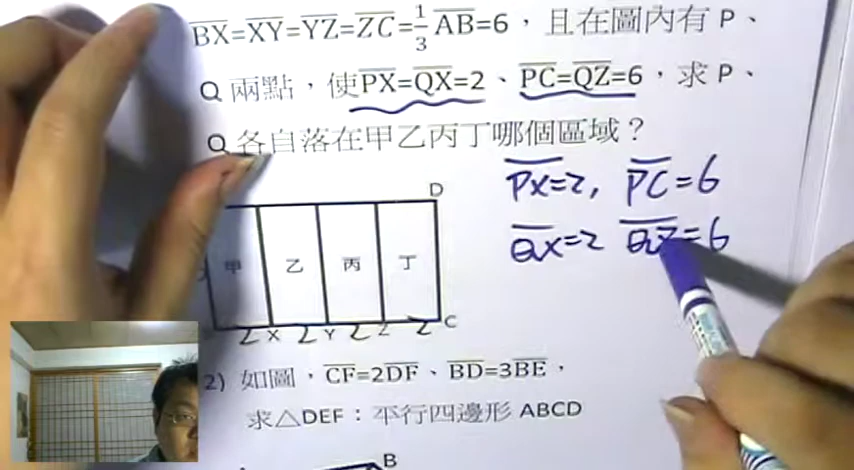 BX=XY=YZ=ZC=1/3 AB=6，且在圖內有 P、
Q 兩點，使PX=QX=2、PC=QZ=6，求 P、
Q 各自落在甲乙丙丁哪個區域？
PX=2, PC=6
QX=2 QZ=6
D
甲 乙 丙 丁
2 X 2 Y 2 Z 2 C
2) 如圖，CF=2DF、BD=3BE，
求△DEF：平行四邊形 ABCD
B